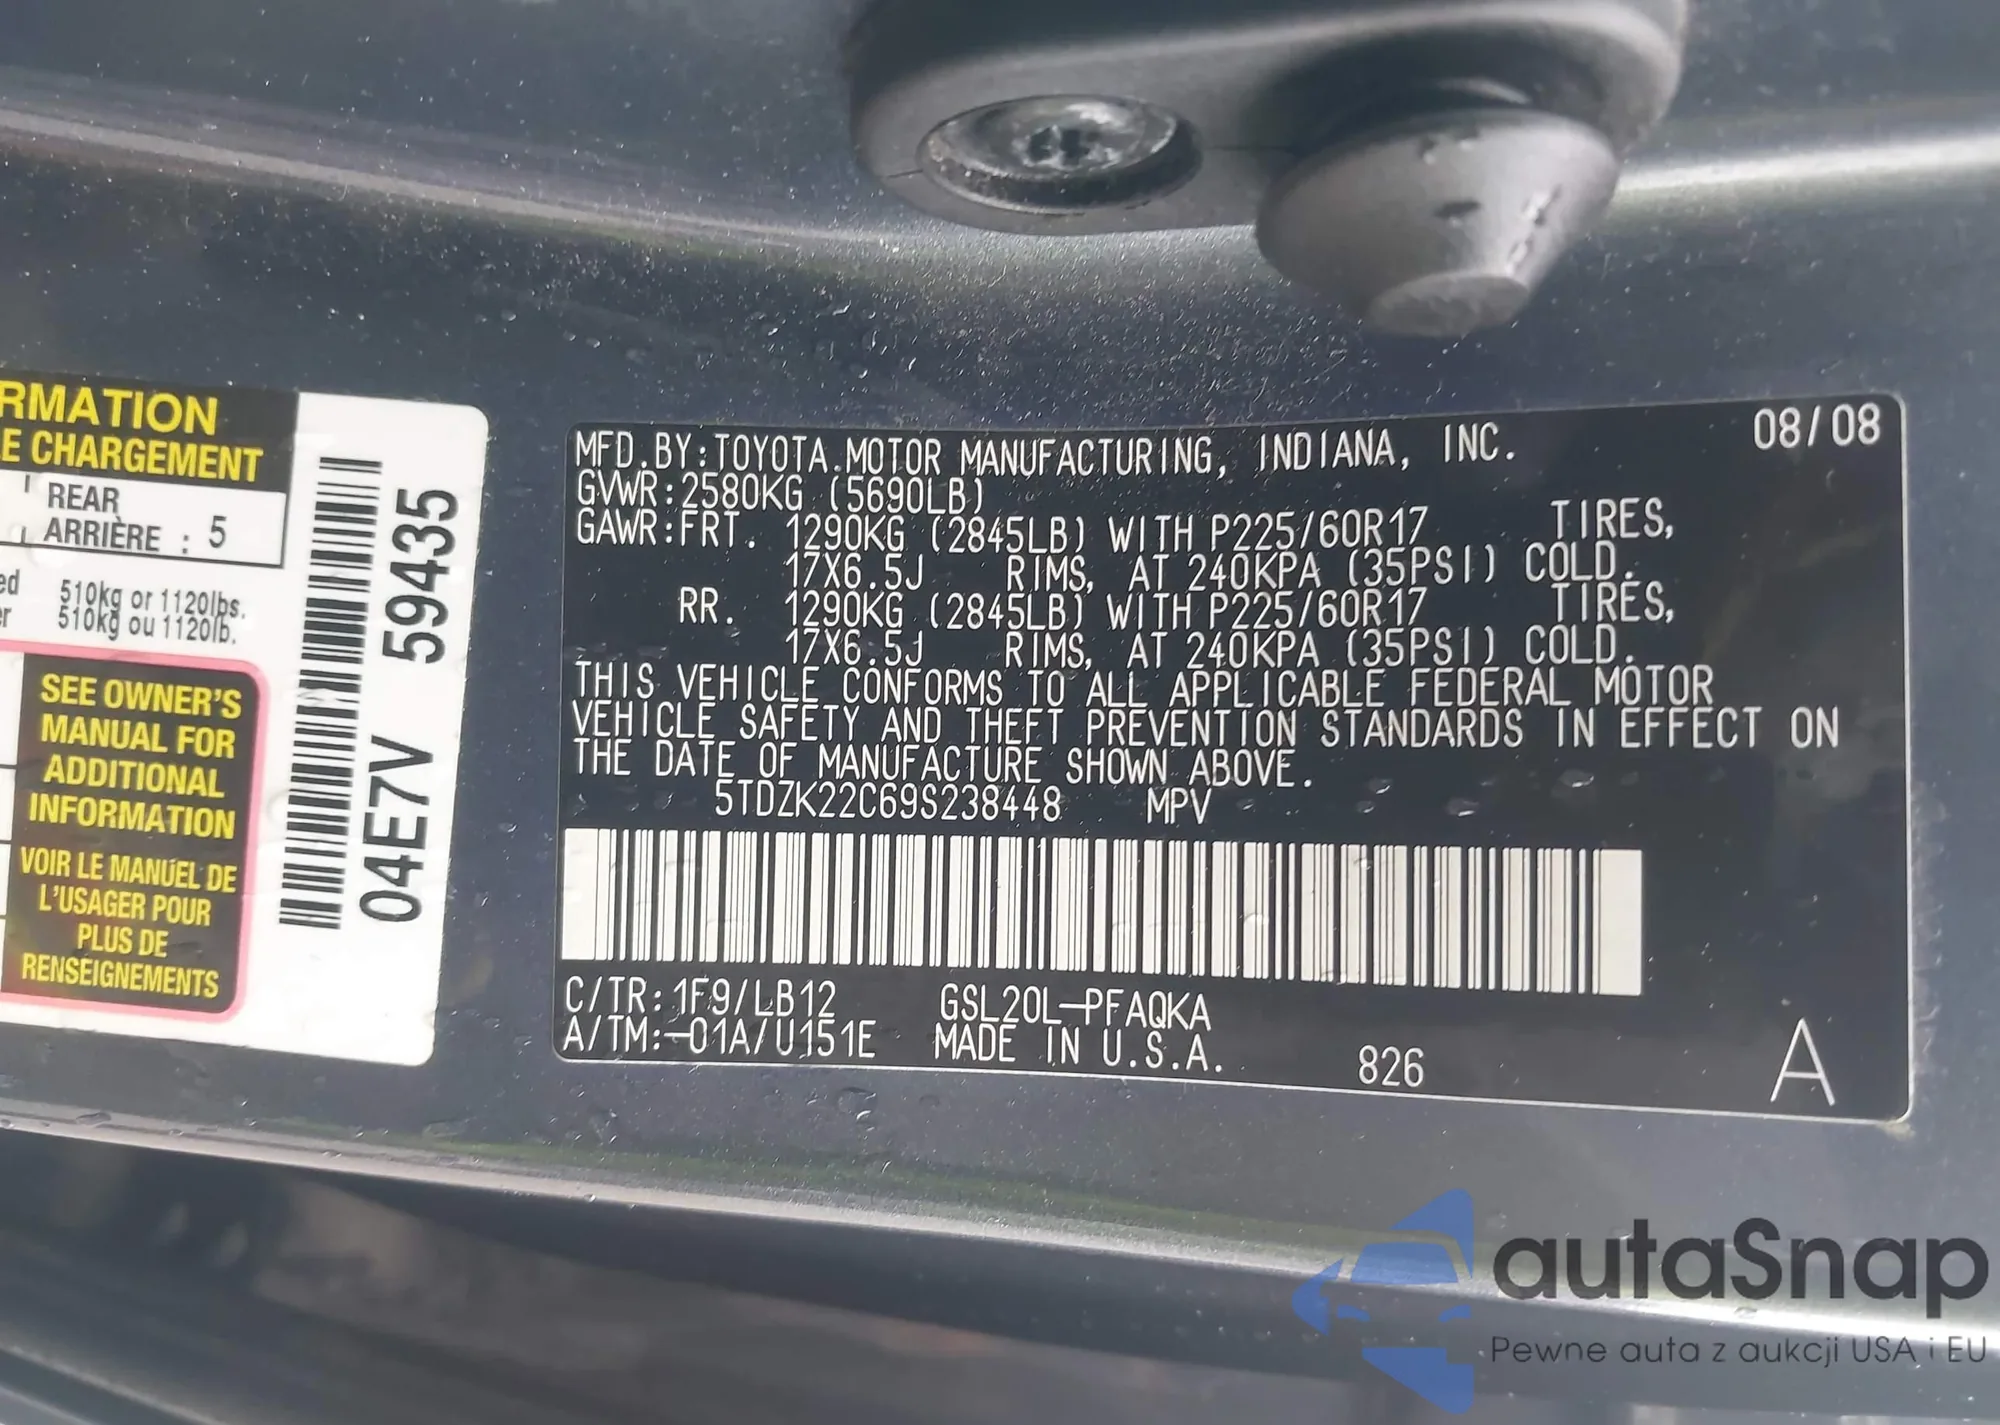 RMATION
E CHARGEMENT
REAR
ARRIÈRE : 5
ed 510kg or 1120lbs.
er 510kg ou 1120lb.
SEE OWNER'S
MANUAL FOR
ADDITIONAL
INFORMATION
VOIR LE MANUEL DE
L'USAGER POUR
PLUS DE
RENSEIGNEMENTS
04E7V 59435
08/08
MFD.BY:TOYOTA MOTOR MANUFACTURING, INDIANA, INC.
GVWR:2580KG (5690LB)
GAWR:FRT. 1290KG (2845LB) WITH P225/60R17 TIRES,
17X6.5J RIMS, AT 240KPA (35PSI) COLD.
RR. 1290KG (2845LB) WITH P225/60R17 TIRES,
17X6.5J RIMS, AT 240KPA (35PSI) COLD.
THIS VEHICLE CONFORMS TO ALL APPLICABLE FEDERAL MOTOR
VEHICLE SAFETY AND THEFT PREVENTION STANDARDS IN EFFECT ON
THE DATE OF MANUFACTURE SHOWN ABOVE.
5TDZK22C69S238448 MPV
C/TR:1F9/LB12 GSL20L-PFAQKA
A/TM:-01A/U151E MADE IN U.S.A. 826 A
autaSnap
Pewne auta z aukcji USA i EU